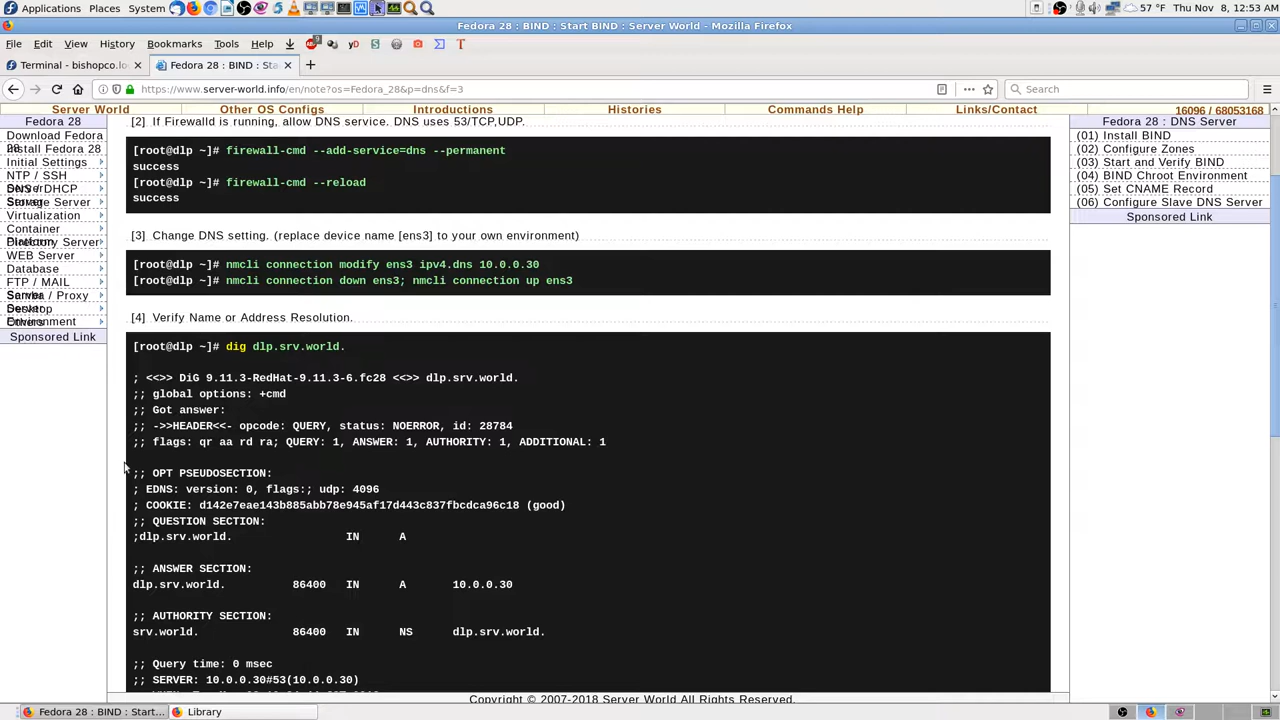 Applications Places System
57 °F Thu Nov 8, 12:53 AM
Fedora 28 : BIND : Start BIND : Server World - Mozilla Firefox
File Edit View History Bookmarks Tools Help
Terminal - bishopco.lo
Fedora 28 : BIND : Sta
https://www.server-world.info/en/note?os=Fedora_28&p=dns&f=3
Search
Server World Other OS Configs Introductions Histories Commands Help Links/Contact 16096 / 68053168
Fedora 28
Download Fedora
28
Install Fedora 28
Initial Settings
NTP / SSH
Server
DNS / DHCP
Storage Server
Virtualization
Container
Platform
Directory Server
WEB Server
Database
FTP / MAIL
Server
Samba / Proxy
Desktop
Environment
Sponsored Link
[2] If Firewalld is running, allow DNS service. DNS uses 53/TCP,UDP.
[root@dlp ~]# firewall-cmd --add-service=dns --permanent
success
[root@dlp ~]# firewall-cmd --reload
success
[3] Change DNS setting. (replace device name [ens3] to your own environment)
[root@dlp ~]# nmcli connection modify ens3 ipv4.dns 10.0.0.30
[root@dlp ~]# nmcli connection down ens3; nmcli connection up ens3
[4] Verify Name or Address Resolution.
[root@dlp ~]# dig dlp.srv.world.
; <<>> DiG 9.11.3-RedHat-9.11.3-6.fc28 <<>> dlp.srv.world.
;; global options: +cmd
;; Got answer:
;; ->>HEADER<<- opcode: QUERY, status: NOERROR, id: 28784
;; flags: qr aa rd ra; QUERY: 1, ANSWER: 1, AUTHORITY: 1, ADDITIONAL: 1
;; OPT PSEUDOSECTION:
; EDNS: version: 0, flags:; udp: 4096
; COOKIE: d142e7eae143b885abb78e945af17d443c837fbcdca96c18 (good)
;; QUESTION SECTION:
;dlp.srv.world. IN A
;; ANSWER SECTION:
dlp.srv.world. 86400 IN A 10.0.0.30
;; AUTHORITY SECTION:
srv.world. 86400 IN NS dlp.srv.world.
;; Query time: 0 msec
;; SERVER: 10.0.0.30#53(10.0.0.30)
Fedora 28 : DNS Server
(01) Install BIND
(02) Configure Zones
(03) Start and Verify BIND
(04) BIND Chroot Environment
(05) Set CNAME Record
(06) Configure Slave DNS Server
Sponsored Link
Copyright © 2007-2018 Server World All Rights Reserved.
Fedora 28 : BIND : Start...
Library